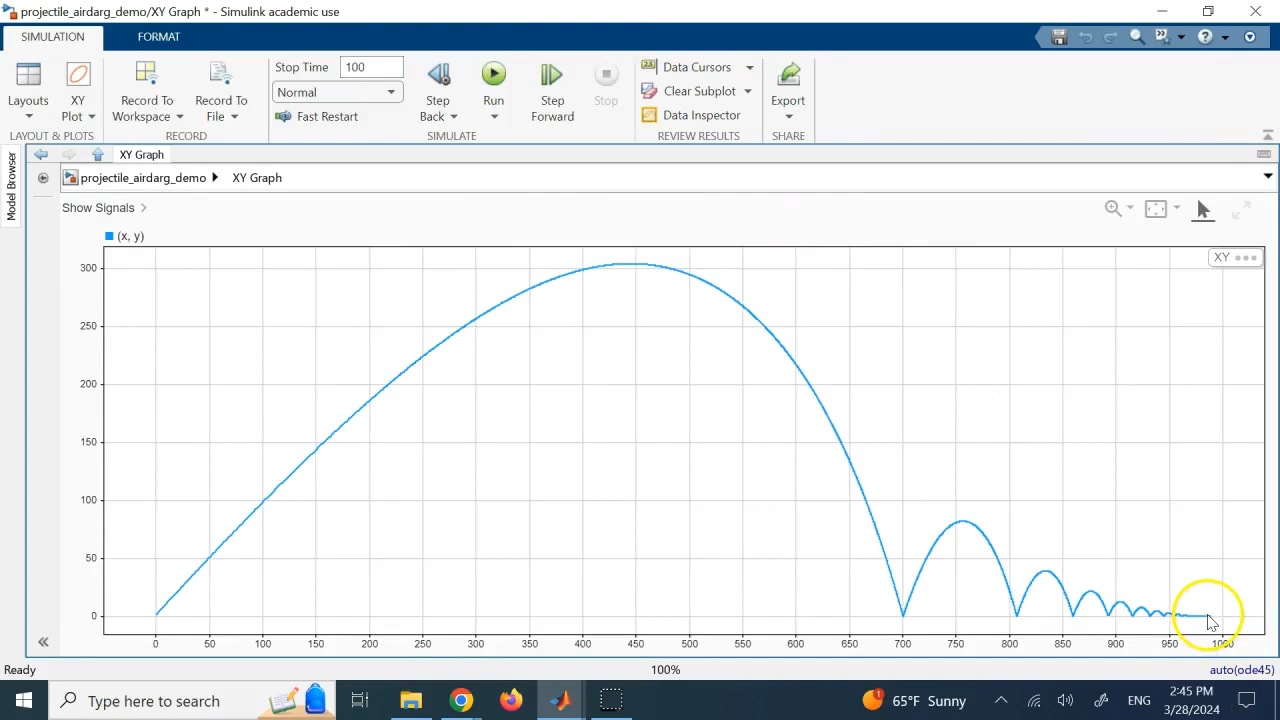 projectile_airdarg_demo/XY Graph * - Simulink academic use
SIMULATION
FORMAT
Layouts
XY
Plot
LAYOUT & PLOTS
Record To
Workspace
Record To
File
RECORD
Stop Time
100
Normal
Fast Restart
Step
Back
Run
Step
Forward
Stop
SIMULATE
Data Cursors
Clear Subplot
Data Inspector
REVIEW RESULTS
Export
SHARE
Model Browser
XY Graph
projectile_airdarg_demo
XY Graph
Show Signals
(x, y)
XY
300
250
200
150
100
50
0
0 50 100 150 200 250 300 350 400 450 500 550 600 650 700 750 800 850 900 950 1000
Ready
100%
auto(ode45)
Type here to search
1
65°F Sunny
ENG
2:45 PM
3/28/2024